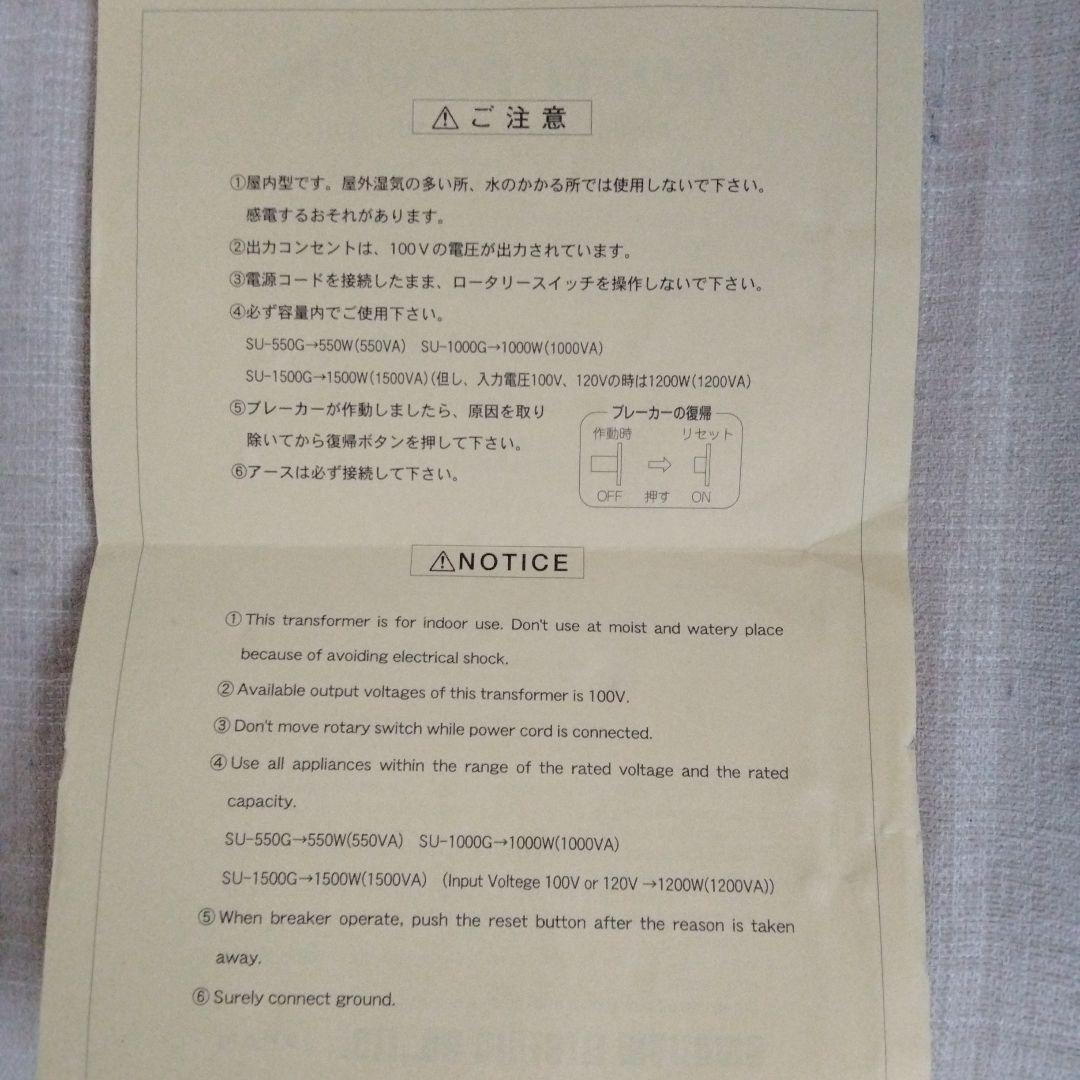 ⚠ご注意
①屋内型です。屋外湿気の多い所、水のかかる所では使用しないで下さい。
感電するおそれがあります。
②出力コンセントは、100Vの電圧が出力されています。
③電源コードを接続したまま、ロータリースイッチを操作しないで下さい。
④必ず容量内でご使用下さい。
SU-550G→550W(550VA) SU-1000G→1000W(1000VA)
SU-1500G→1500W(1500VA)(但し、入力電圧100V、120Vの時は1200W(1200VA)
⑤ブレーカーが作動しましたら、原因を取り
除いてから復帰ボタンを押して下さい。
⑥アースは必ず接続して下さい。
ブレーカーの復帰
作動時 リセット
⇨
OFF 押す ON
⚠NOTICE
①This transformer is for indoor use. Don't use at moist and watery place
because of avoiding electrical shock.
②Available output voltages of this transformer is 100V.
③Don't move rotary switch while power cord is connected.
④Use all appliances within the range of the rated voltage and the rated
capacity.
SU-550G→550W(550VA) SU-1000G→1000W(1000VA)
SU-1500G→1500W(1500VA) (Input Voltege 100V or 120V →1200W(1200VA))
⑤When breaker operate, push the reset button after the reason is taken
away.
⑥Surely connect ground.